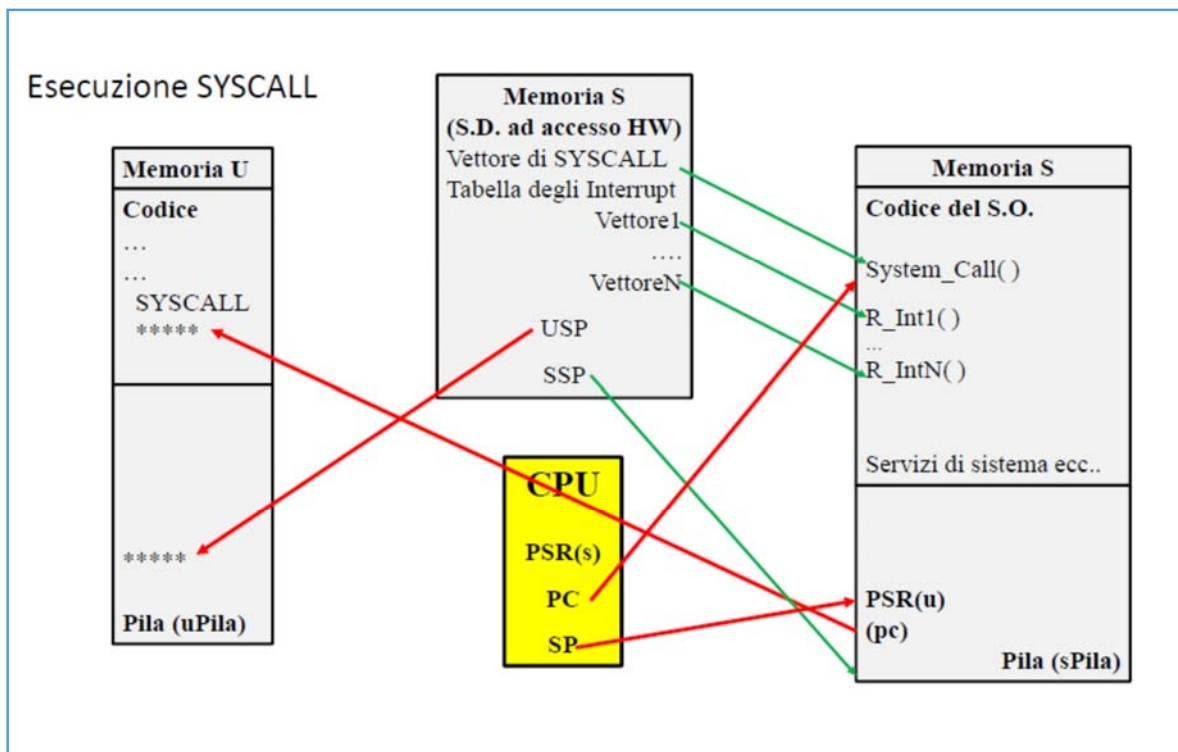 Esecuzione SYSCALL
Memoria U
Codice
...
...
SYSCALL
*****
*****
Pila (uPila)
Memoria S
(S.D. ad accesso HW)
Vettore di SYSCALL
Tabella degli Interrupt
Vettore1
....
VettoreN
USP
SSP
CPU
PSR(s)
PC
SP
Memoria S
Codice del S.O.
System_Call( )
R_Int1( )
...
R_IntN( )
Servizi di sistema ecc..
PSR(u)
(pc)
Pila (sPila)